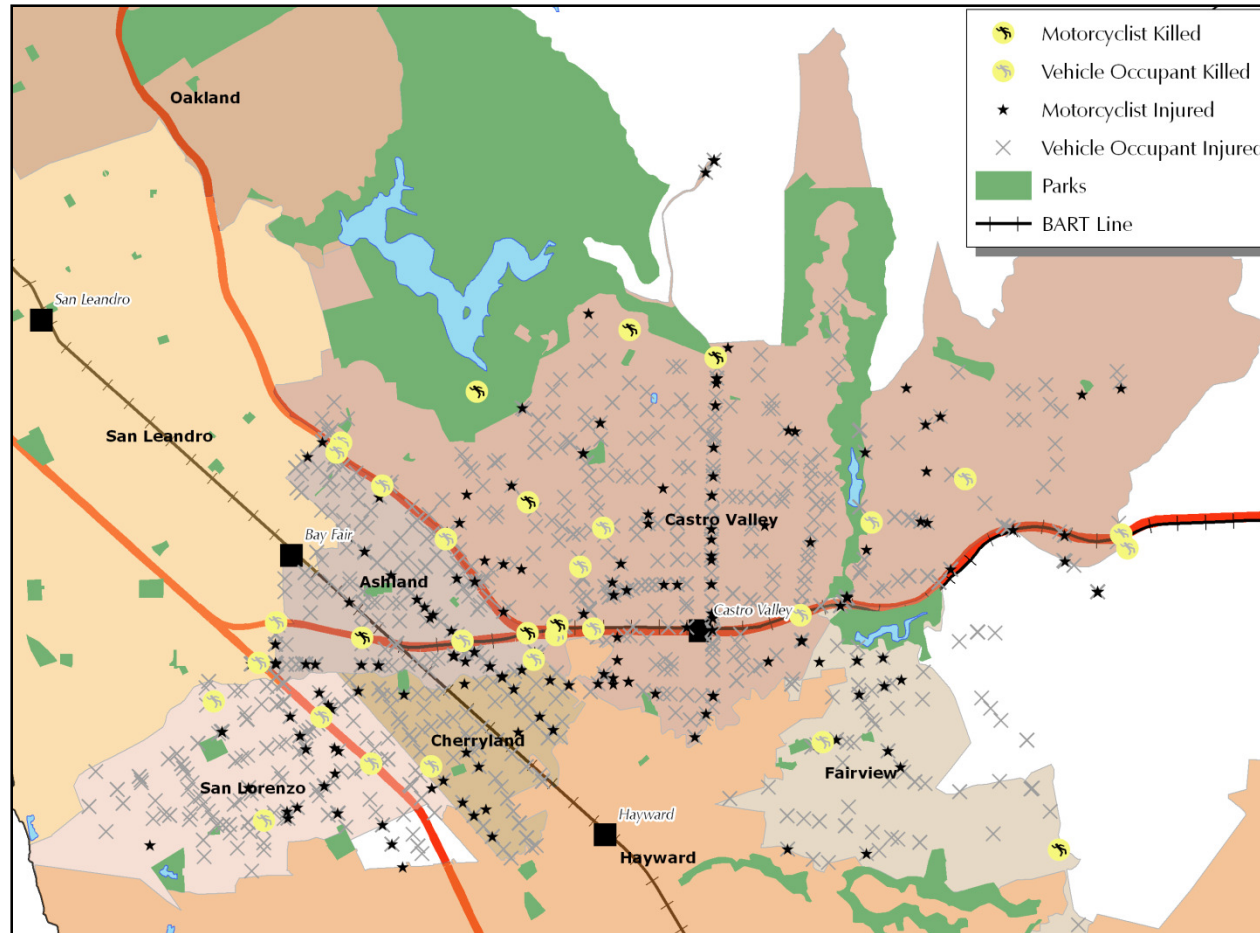 Motorcyclist Killed
Vehicle Occupant Killed
Motorcyclist Injured
Vehicle Occupant Injured
Parks
BART Line
Oakland
San Leandro
San Leandro
Bay Fair
Castro Valley
Ashland
Castro Valley
Cherryland
San Lorenzo
Fairview
Hayward
Hayward